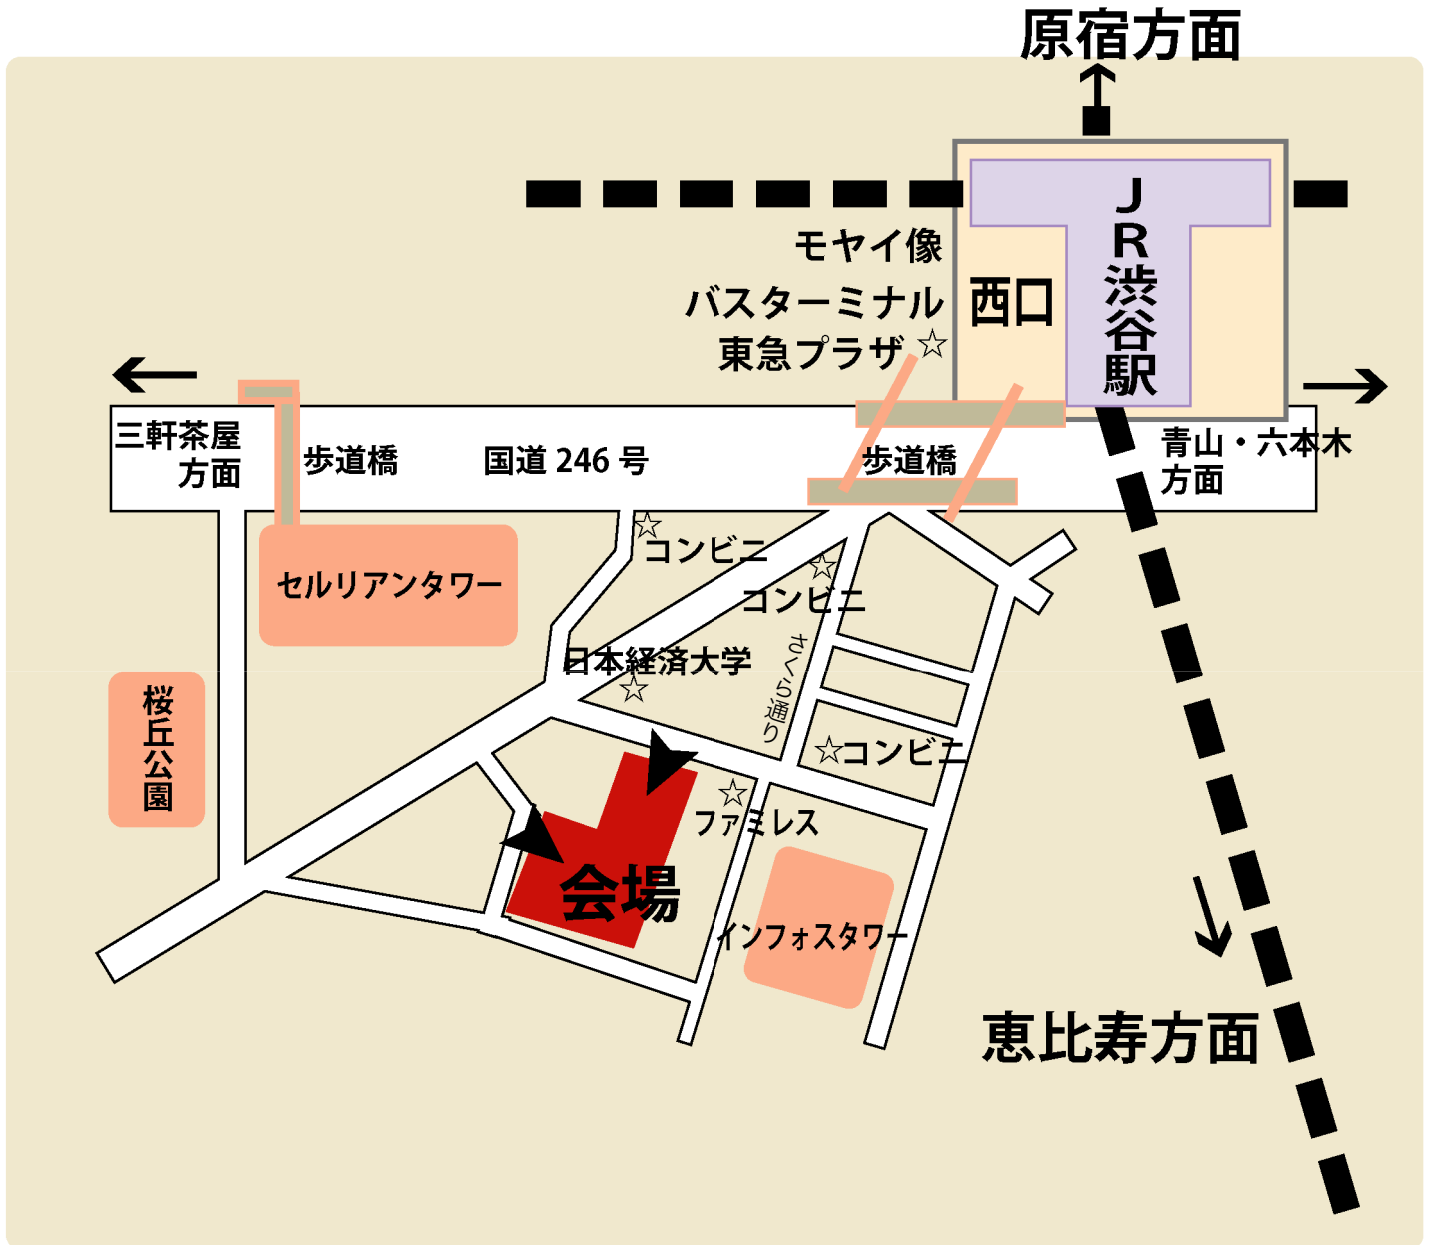 原宿方面
JR渋谷駅
モヤイ像
西口
バスターミナル
東急プラザ
三軒茶屋
方面
歩道橋
国道246号
歩道橋
青山・六本木
方面
コンビニ
セルリアンタワー
コンビニ
さくら通り
日本経済大学
桜丘公園
コンビニ
ファミレス
会場
インフォスタワー
恵比寿方面